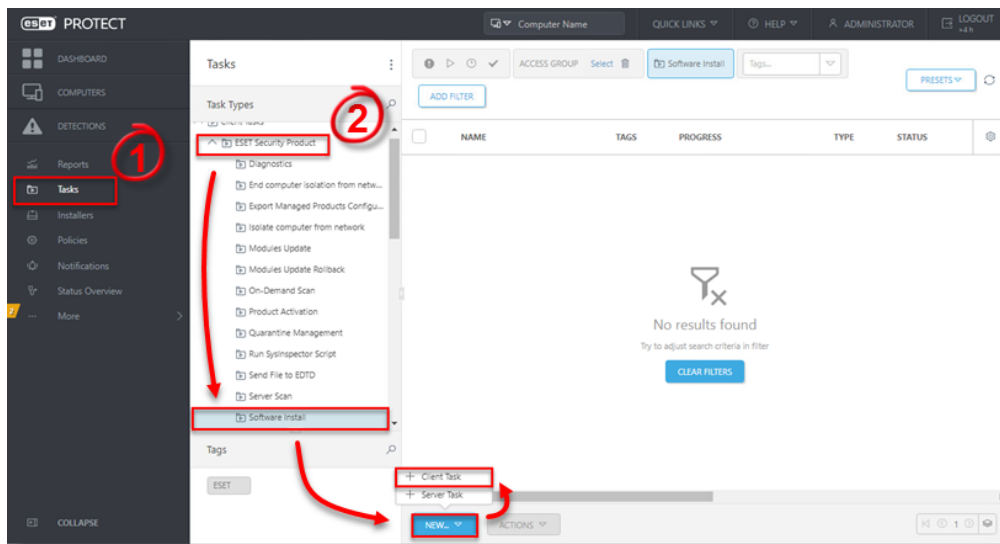 eset PROTECT
Computer Name
QUICK LINKS
HELP
ADMINISTRATOR
LOGOUT
>4 h
DASHBOARD
COMPUTERS
DETECTIONS
Reports
Tasks
Installers
Policies
Notifications
Status Overview
More
COLLAPSE
1
Tasks
Task Types
2
Client Tasks
ESET Security Product
Diagnostics
End computer isolation from netw...
Export Managed Products Configu...
Isolate computer from network
Modules Update
Modules Update Rollback
On-Demand Scan
Product Activation
Quarantine Management
Run SysInspector Script
Send File to EDTD
Server Scan
Software Install
Tags
ESET
ACCESS GROUP Select
Software Install
Tags...
PRESETS
ADD FILTER
NAME TAGS PROGRESS TYPE STATUS
No results found
Try to adjust search criteria in filter
CLEAR FILTERS
Client Task
Server Task
NEW...
ACTIONS
1